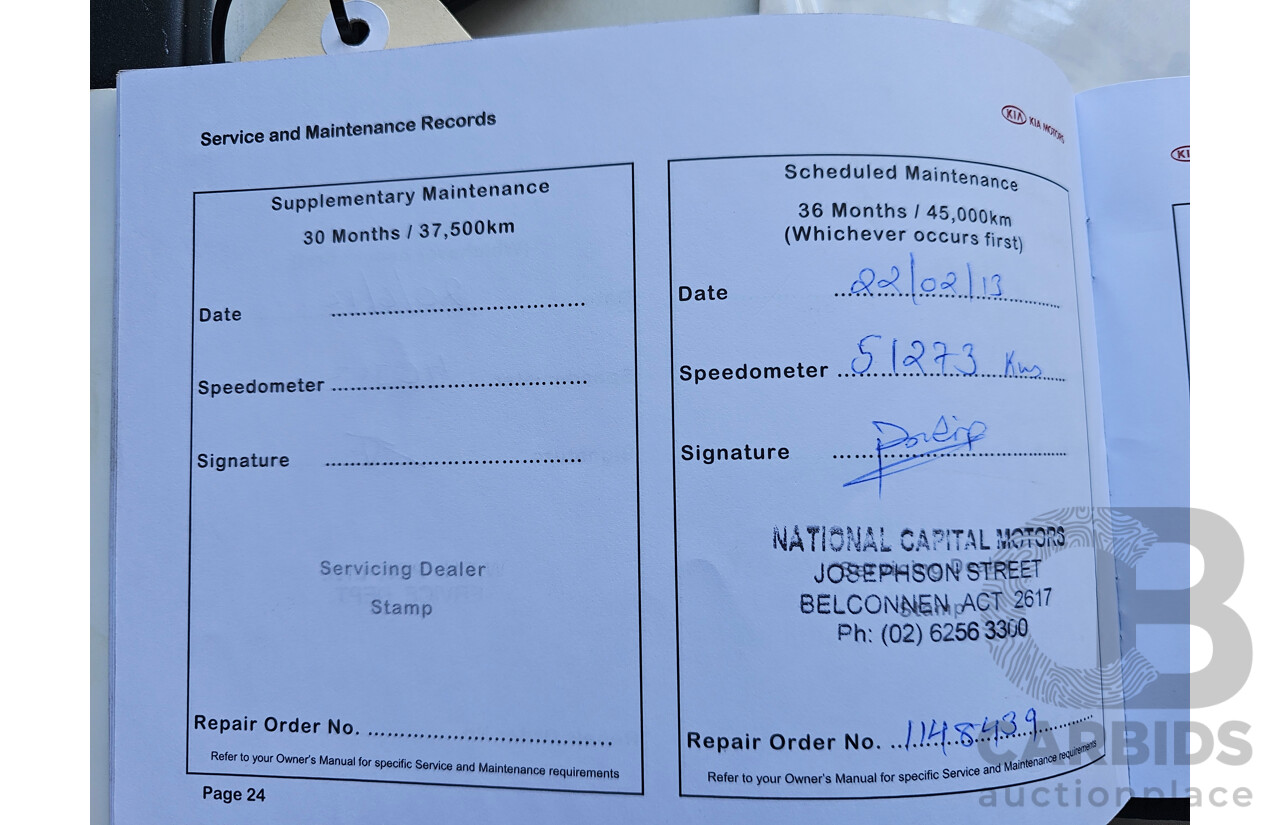 Service and Maintenance Records
KIA KIA MOTORS
KI
Supplementary Maintenance
30 Months / 37,500km
Date
Speedometer
Signature
Servicing Dealer
Stamp
Repair Order No.
Refer to your Owner's Manual for specific Service and Maintenance requirements
Page 24
Scheduled Maintenance
36 Months / 45,000km
(Whichever occurs first)
Date 22/02/13
Speedometer 51273 Kms
Signature
NATIONAL CAPITAL MOTORS
JOSEPHSON STREET
BELCONNEN ACT 2617
Stamp
Ph: (02) 6256 3300
Repair Order No. 1148439
Refer to your Owner's Manual for specific Service and Maintenance requirements
CB
CARBIDS
auctionplace